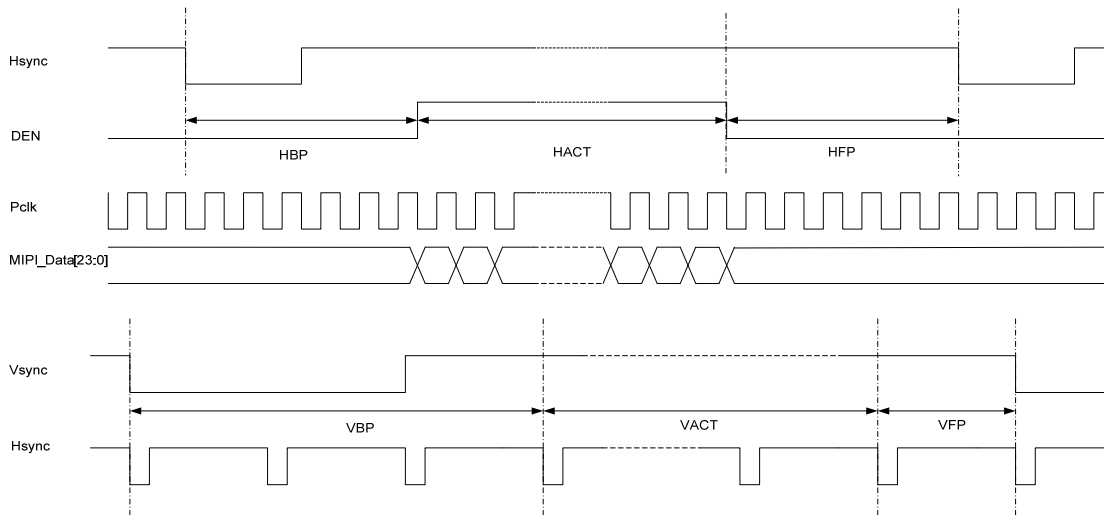 Hsync
DEN
HBP
HACT
HFP
Pclk
MIPI_Data[23:0]
Vsync
VBP
VACT
VFP
Hsync